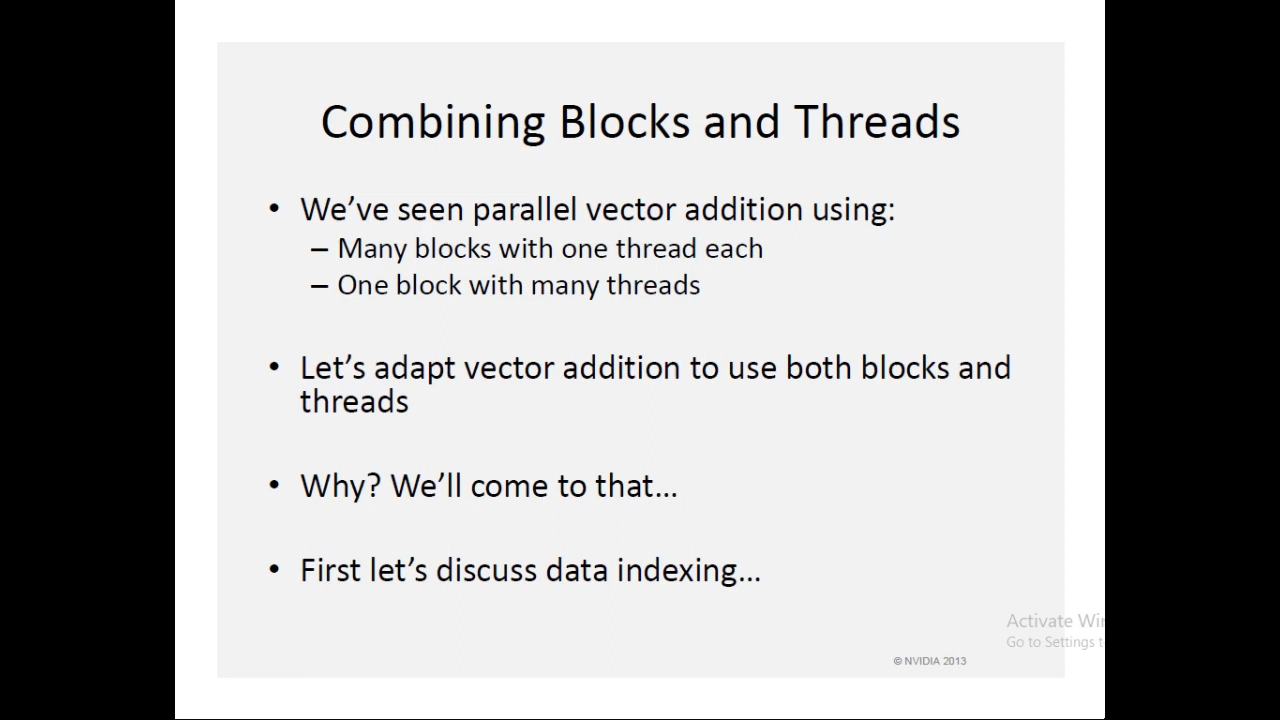 Combining Blocks and Threads
• We’ve seen parallel vector addition using:
– Many blocks with one thread each
– One block with many threads
• Let’s adapt vector addition to use both blocks and
threads
• Why? We’ll come to that…
• First let’s discuss data indexing…
Activate
Go to Settings
© NVIDIA 2013